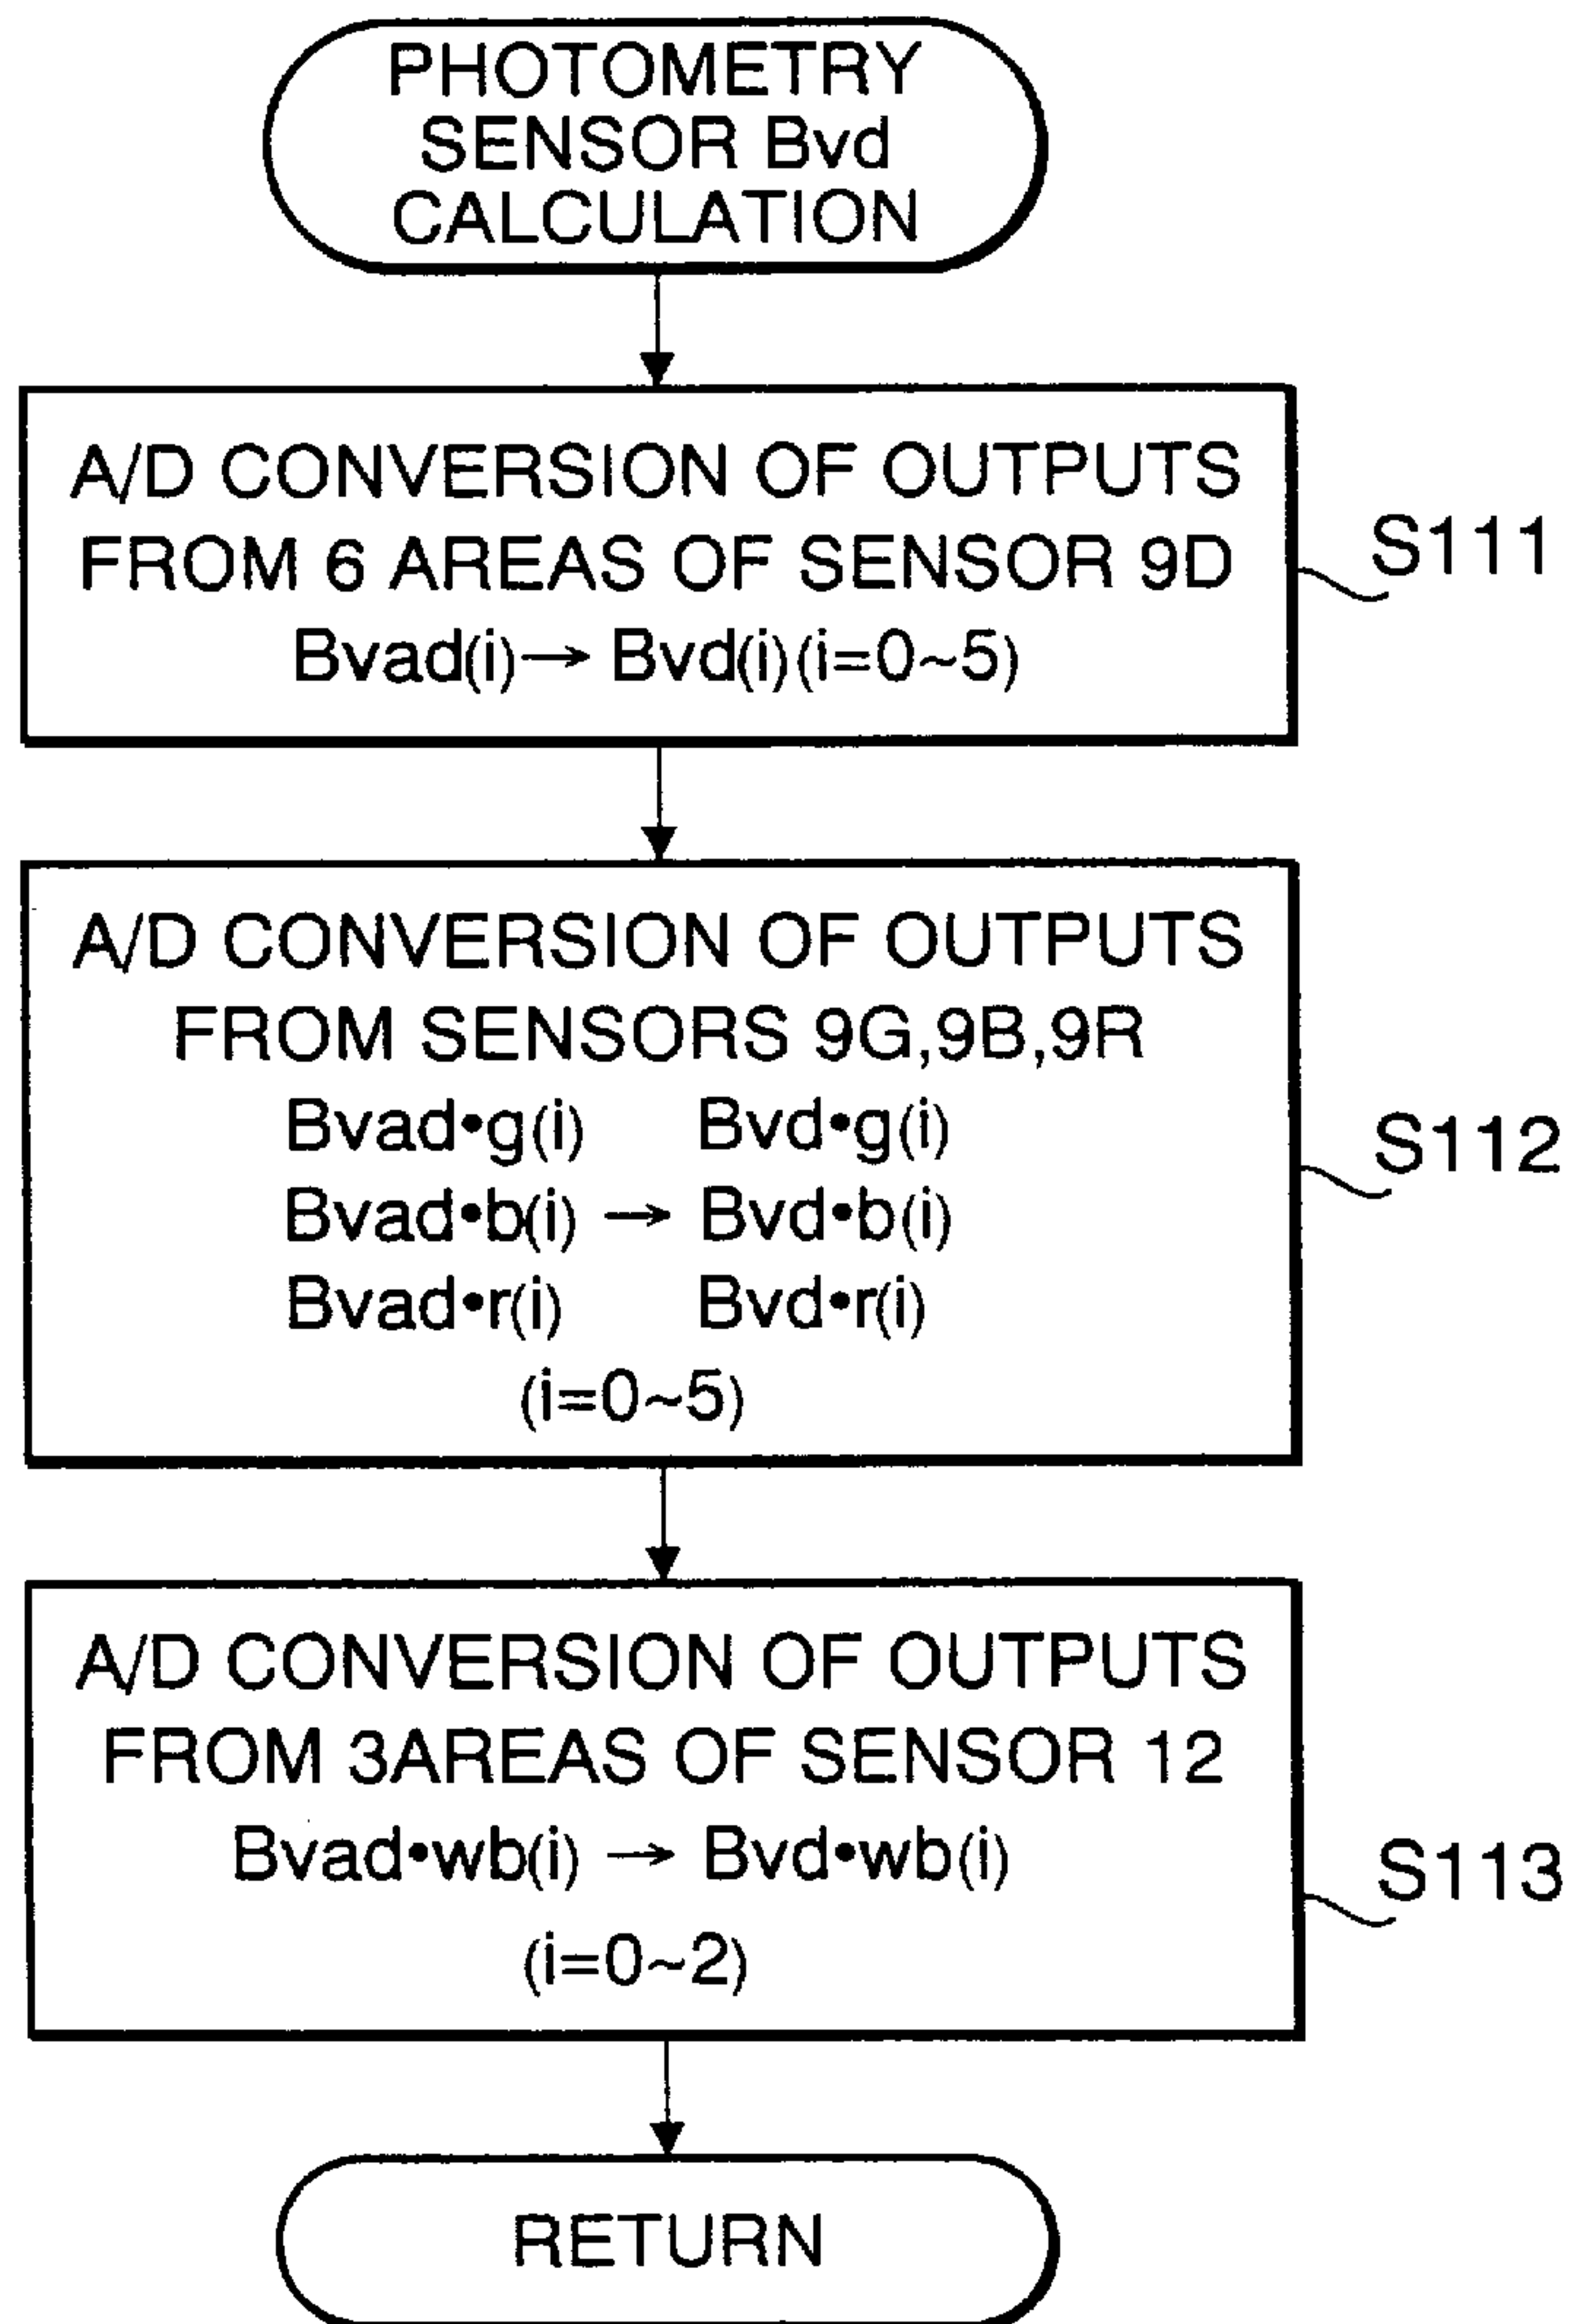 PHOTOMETRY
SENSOR Bvd
CALCULATION
A/D CONVERSION OF OUTPUTS
FROM 6 AREAS OF SENSOR 9D
Bvad(i)→ Bvd(i)(i=0~5)
S111
A/D CONVERSION OF OUTPUTS
FROM SENSORS 9G,9B,9R
Bvad•g(i) Bvd•g(i)
Bvad•b(i) → Bvd•b(i)
Bvad•r(i) Bvd•r(i)
(i=0~5)
S112
A/D CONVERSION OF OUTPUTS
FROM 3AREAS OF SENSOR 12
Bvad•wb(i) → Bvd•wb(i)
(i=0~2)
S113
RETURN